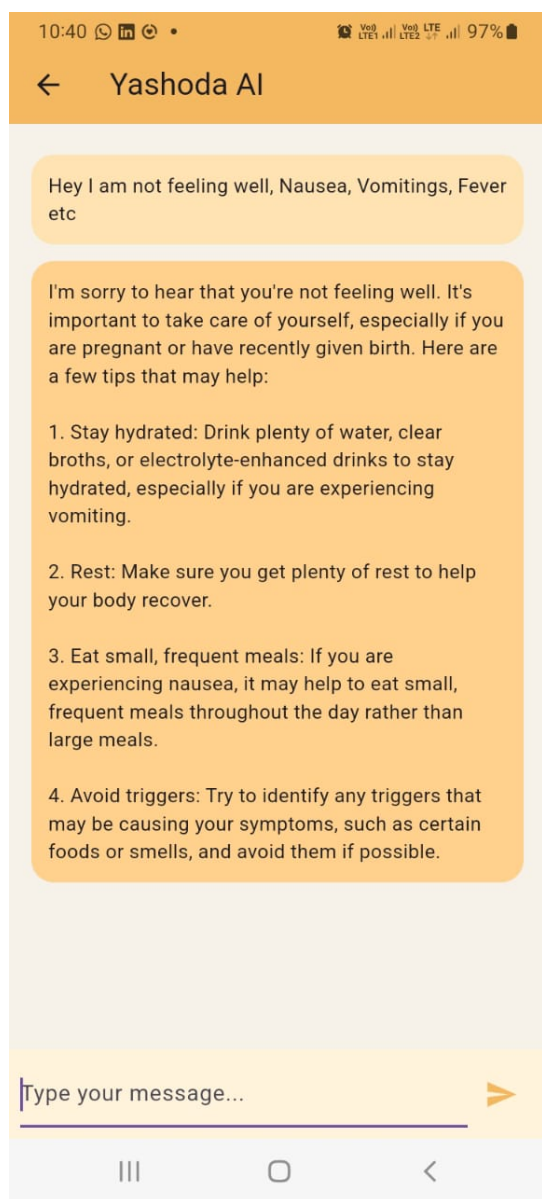 10:40
Vo)) LTE1 Vo)) LTE2 LTE 97%
Yashoda AI
Hey I am not feeling well, Nausea, Vomitings, Fever
etc
I'm sorry to hear that you're not feeling well. It's
important to take care of yourself, especially if you
are pregnant or have recently given birth. Here are
a few tips that may help:
1. Stay hydrated: Drink plenty of water, clear
broths, or electrolyte-enhanced drinks to stay
hydrated, especially if you are experiencing
vomiting.
2. Rest: Make sure you get plenty of rest to help
your body recover.
3. Eat small, frequent meals: If you are
experiencing nausea, it may help to eat small,
frequent meals throughout the day rather than
large meals.
4. Avoid triggers: Try to identify any triggers that
may be causing your symptoms, such as certain
foods or smells, and avoid them if possible.
Type your message...